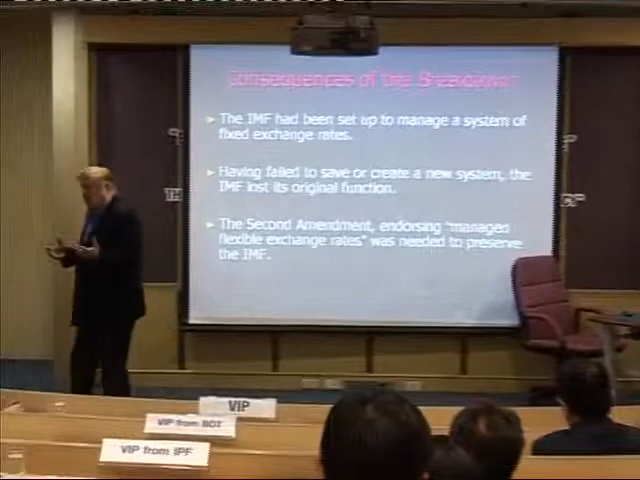 Consequences of the Breakdown
The IMF had been set up to manage a system of
fixed exchange rates.
Having failed to save or create a new system, the
IMF lost its original function.
The Second Amendment, endorsing "managed
flexible exchange rates" was needed to preserve
the IMF.
VIP
VIP from BOT
VIP from IPF